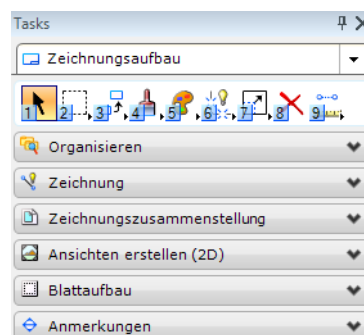 Tasks
Zeichnungsaufbau
1 2 3 4 5 6 7 8 9
Organisieren
Zeichnung
Zeichnungszusammenstellung
Ansichten erstellen (2D)
Blattaufbau
Anmerkungen